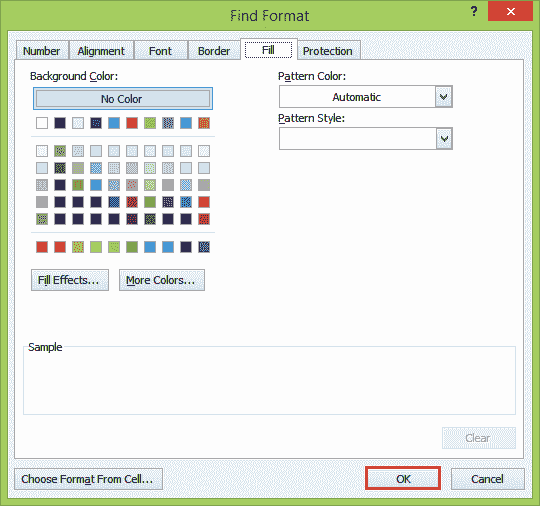 Find Format
?
Number Alignment Font Border Fill Protection
Background Color:
No Color
Pattern Color:
Automatic
Pattern Style:
Fill Effects...
More Colors...
Sample
Clear
Choose Format From Cell...
OK
Cancel